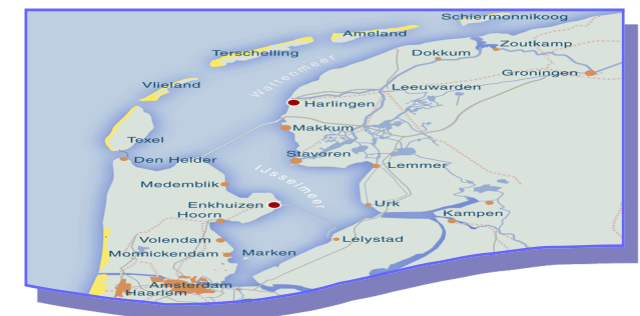 Schiermonnikoog
Ameland
Zoutkamp
Terschelling
Dokkum
Groningen
Wattenmeer
Vlieland
Leeuwarden
Harlingen
Makkum
Texel
Stavoren
Den Helder
Lemmer
IJsselmeer
Medemblik
Enkhuizen
Urk
Hoorn
Kampen
Volendam
Lelystad
Monnickendam
Marken
Amsterdam
Haarlem